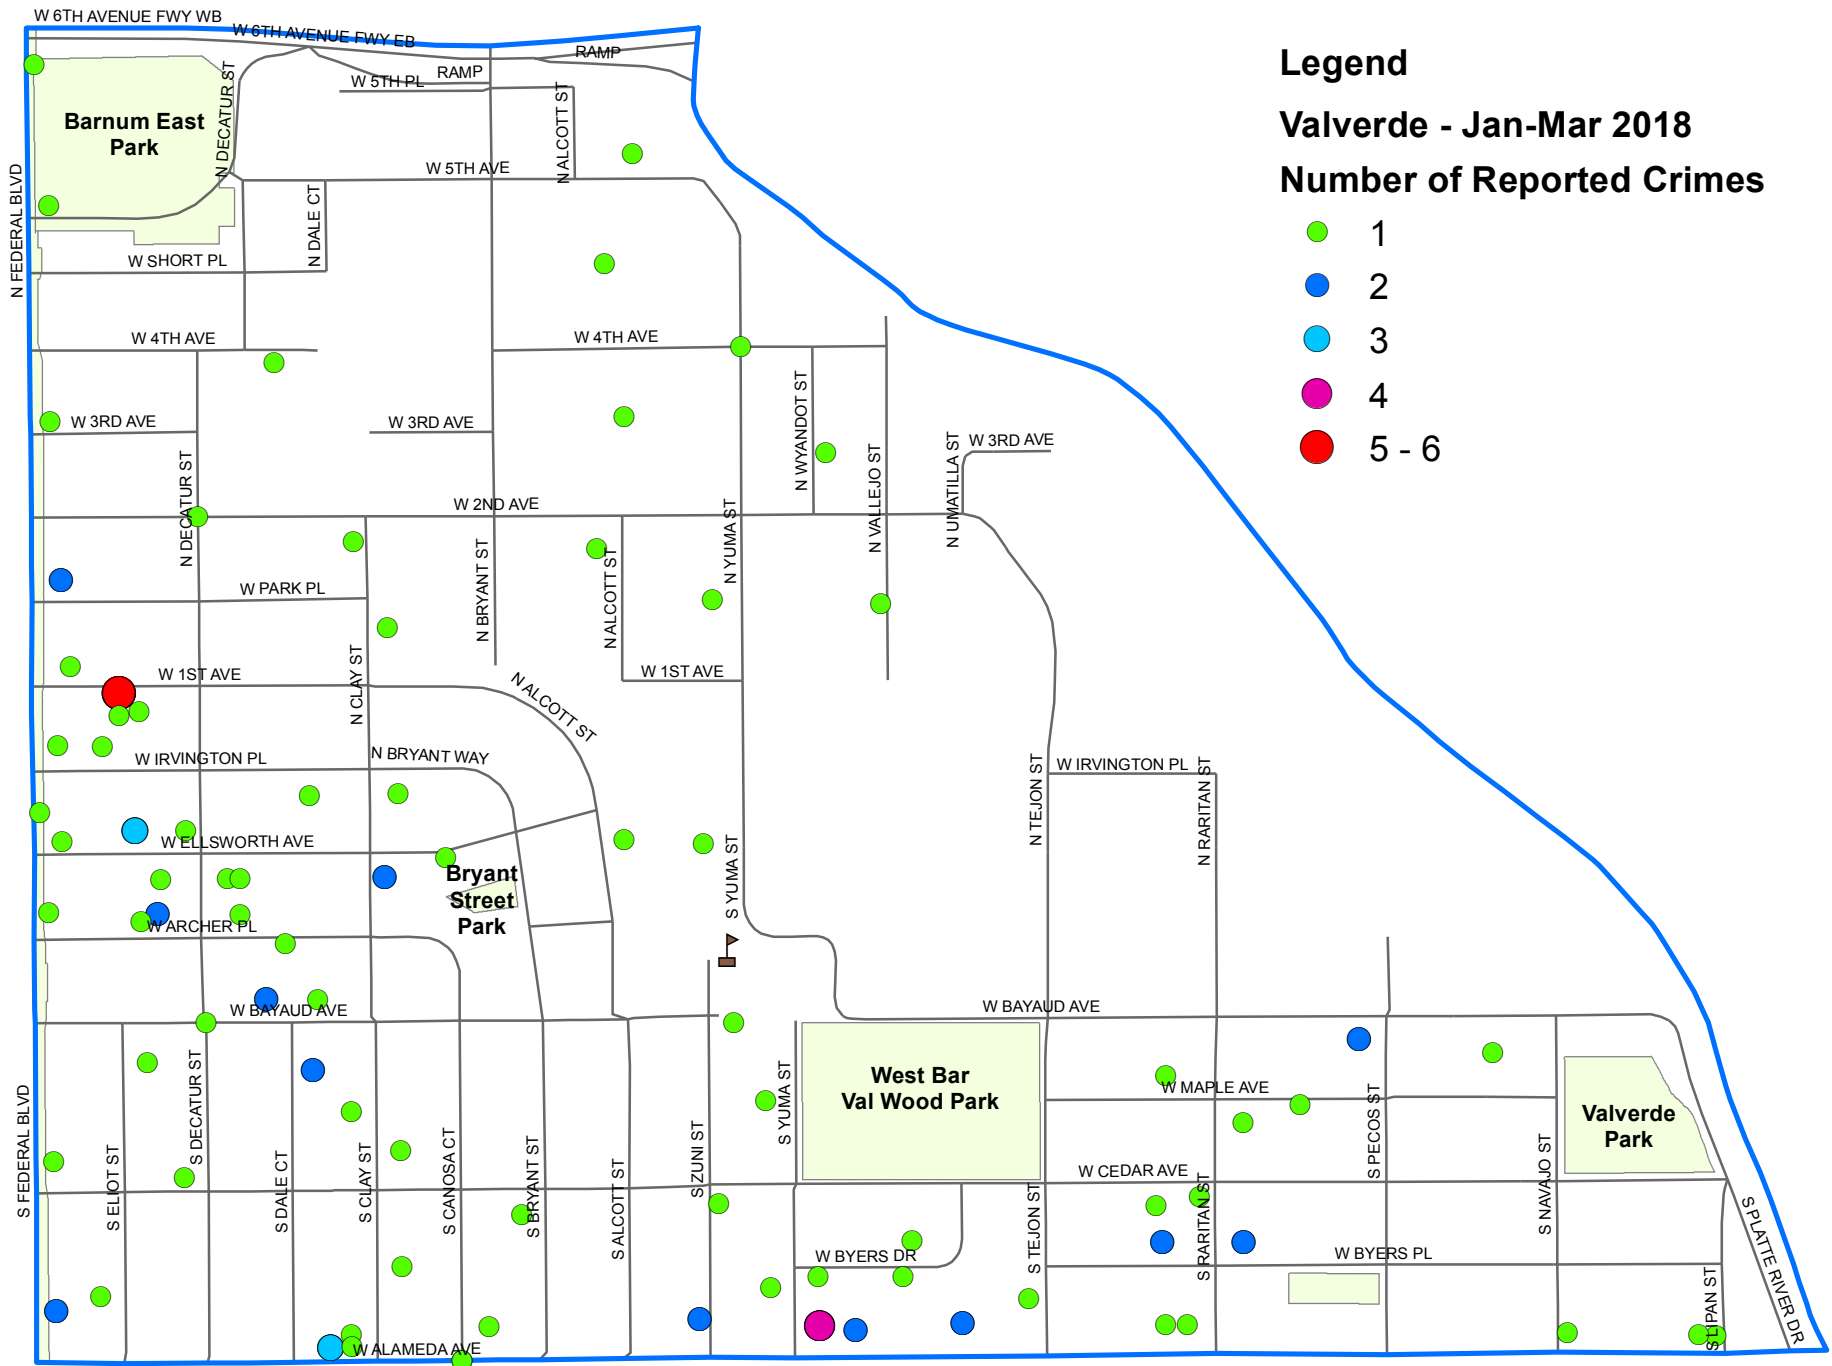 W 6TH AVENUE FWY WB
W 6TH AVENUE FWY EB
RAMP
RAMP
W 5TH PL
N DECATUR ST
N ALCOTT ST
Barnum East
Park
W 5TH AVE
N FEDERAL BLVD
N DALE CT
W SHORT PL
W 4TH AVE
W 4TH AVE
W 3RD AVE
W 3RD AVE
N WYANDOT ST
W 3RD AVE
N DECATUR ST
N VALLEJO ST
N UMATILLA ST
W 2ND AVE
N YUMA ST
N BRYANT ST
N ALCOTT ST
W PARK PL
N CLAY ST
W 1ST AVE
W 1ST AVE
N ALCOTT ST
W IRVINGTON PL
N BRYANT WAY
N TEJON ST
W IRVINGTON PL
N RARITAN ST
W ELLSWORTH AVE
Bryant
Street
Park
S YUMA ST
W ARCHER PL
W BAYAUD AVE
W BAYAUD AVE
S FEDERAL BLVD
S ELIOT ST
S DECATUR ST
S DALE CT
S CLAY ST
S CANOSA CT
S BRYANT ST
S ALCOTT ST
S ZUNI ST
S YUMA ST
West Bar
Val Wood Park
W MAPLE AVE
S PECOS ST
Valverde
Park
W CEDAR AVE
S TEJON ST
S RARITAN ST
S NAVAJO ST
W BYERS DR
W BYERS PL
S PLATTE RIVER DR
S LIPAN ST
W ALAMEDA AVE
Legend
Valverde - Jan-Mar 2018
Number of Reported Crimes
1
2
3
4
5 - 6